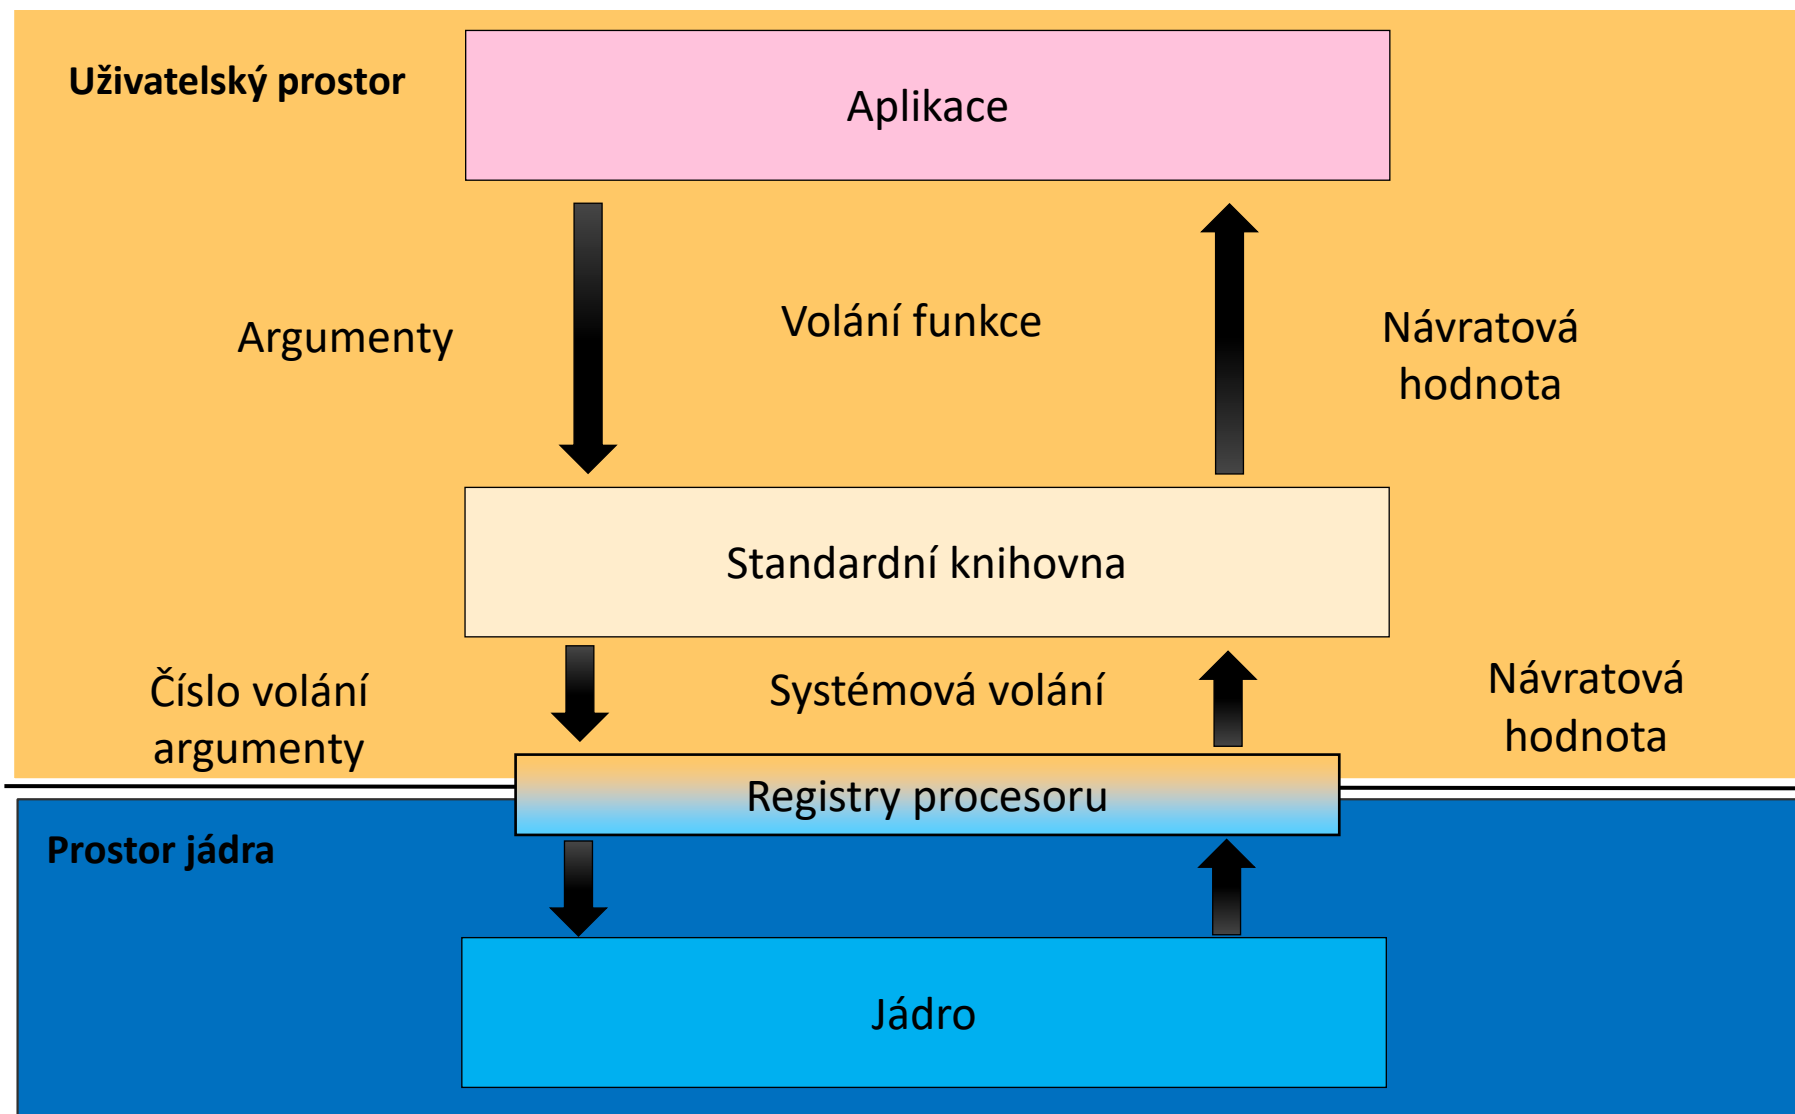 Uživatelský prostor
Aplikace
Argumenty
Volání funkce
Návratová
hodnota
Standardní knihovna
Číslo volání
argumenty
Systémová volání
Návratová
hodnota
Registry procesoru
Prostor jádra
Jádro